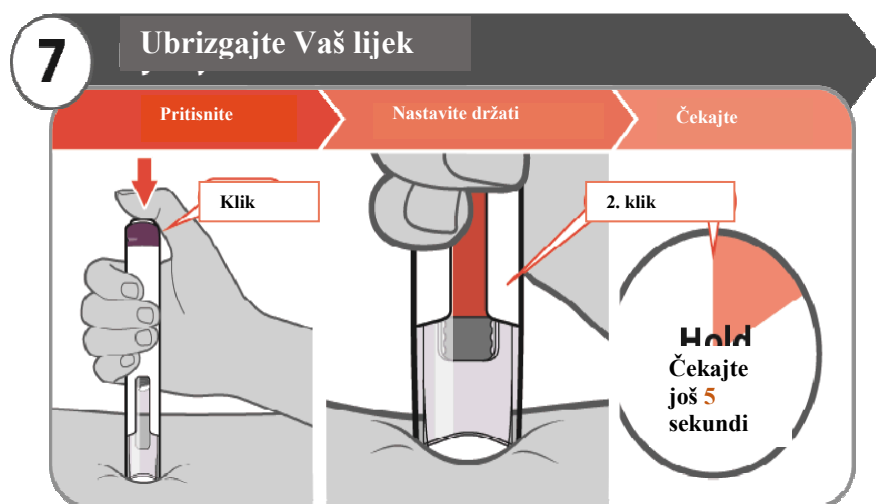 7
Ubrizgajte Vaš lijek
Pritisnite
Nastavite držati
Čekajte
Klik
2. klik
Hold
Čekajte
još 5
sekundi